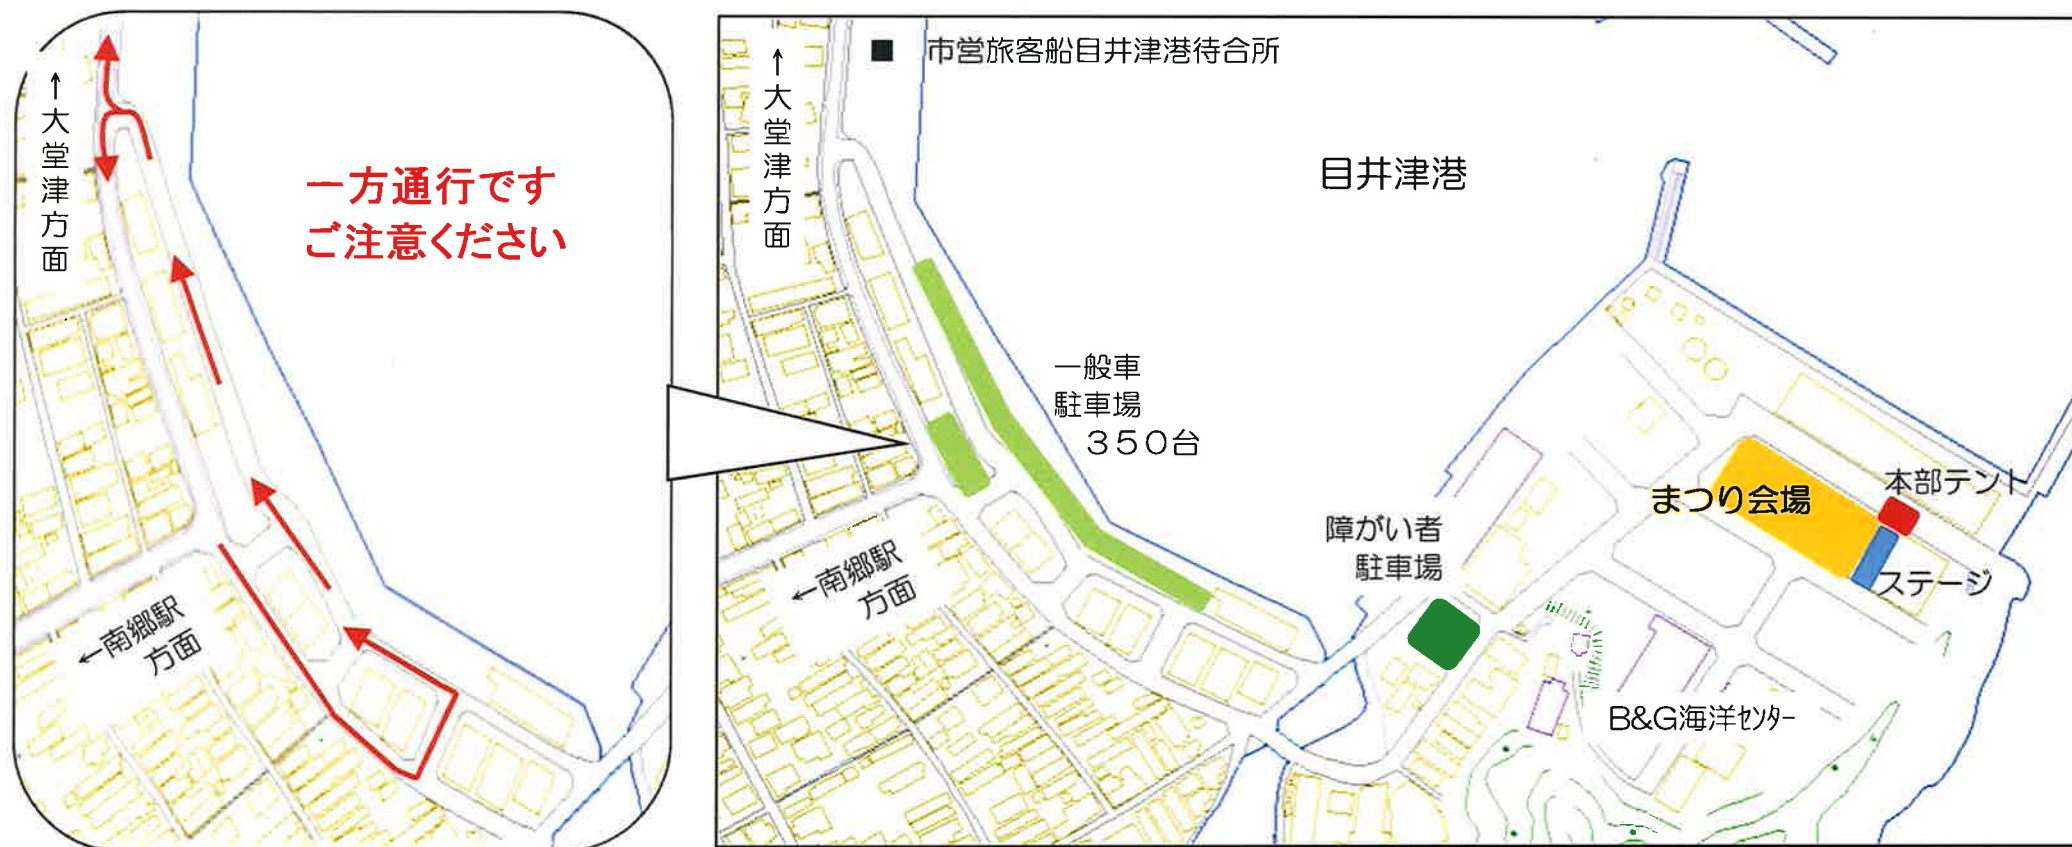 ↑大堂津方面
一方通行です
ご注意ください
←南郷駅
方面
■ 市営旅客船目井津港待合所
↑大堂津方面
目井津港
一般車
駐車場
350台
←南郷駅
方面
障がい者
駐車場
まつり会場
本部テント
ステージ
B&G海洋ｾﾝﾀｰ